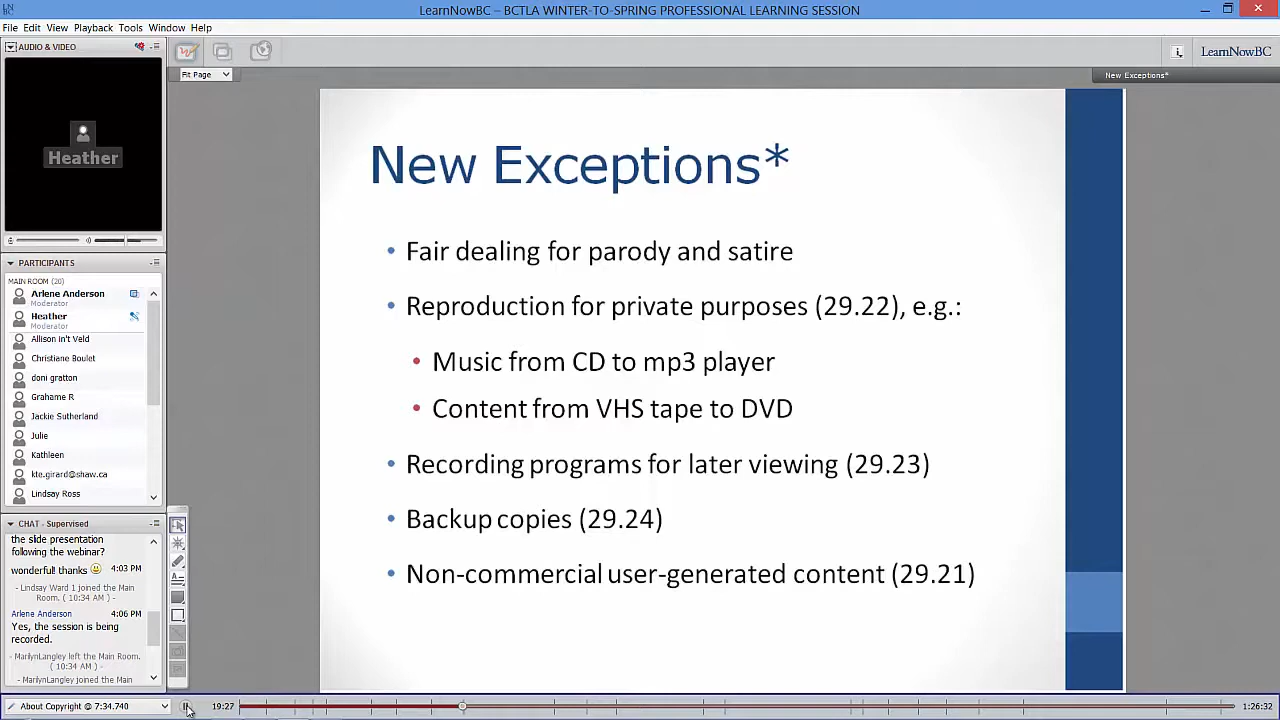 LearnNowBC – BCTLA WINTER-TO-SPRING PROFESSIONAL LEARNING SESSION
File Edit View Playback Tools Window Help
AUDIO & VIDEO
LearnNowBC
Fit Page
New Exceptions*
Heather
New Exceptions*
• Fair dealing for parody and satire
• Reproduction for private purposes (29.22), e.g.:
• Music from CD to mp3 player
• Content from VHS tape to DVD
• Recording programs for later viewing (29.23)
• Backup copies (29.24)
• Non-commercial user-generated content (29.21)
PARTICIPANTS
MAIN ROOM (20)
Arlene Anderson
Moderator
Heather
Moderator
Allison in't Veld
Christiane Boulet
doni gratton
Grahame R
Jackie Sutherland
Julie
Kathleen
kte.girard@shaw.ca
Lindsay Ross
CHAT - Supervised
the slide presentation
following the webinar?
wonderful! thanks 4:03 PM
- Lindsay Ward 1 joined the Main
Room. ( 10:34 AM ) -
Arlene Anderson 4:06 PM
Yes, the session is being
recorded.
- MarilynLangley left the Main Room.
( 10:34 AM ) -
- MarilynLangley joined the Main
About Copyright @ 7:34.740
19:27
1:26:32